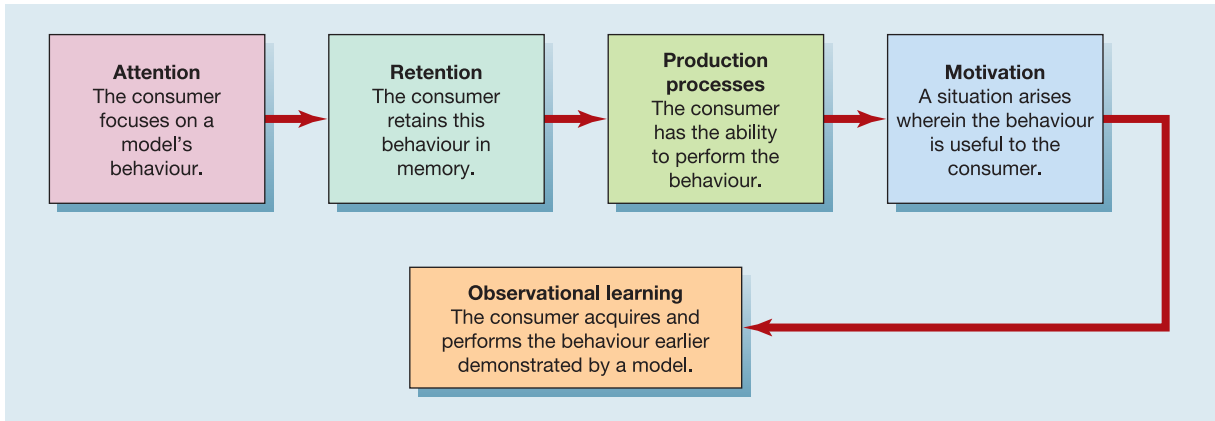 Attention
The consumer
focuses on a
model's
behaviour.
Retention
The consumer
retains this
behaviour in
memory.
Production
processes
The consumer
has the ability
to perform the
behaviour.
Motivation
A situation arises
wherein the behaviour
is useful to the
consumer.
Observational learning
The consumer acquires and
performs the behaviour earlier
demonstrated by a model.